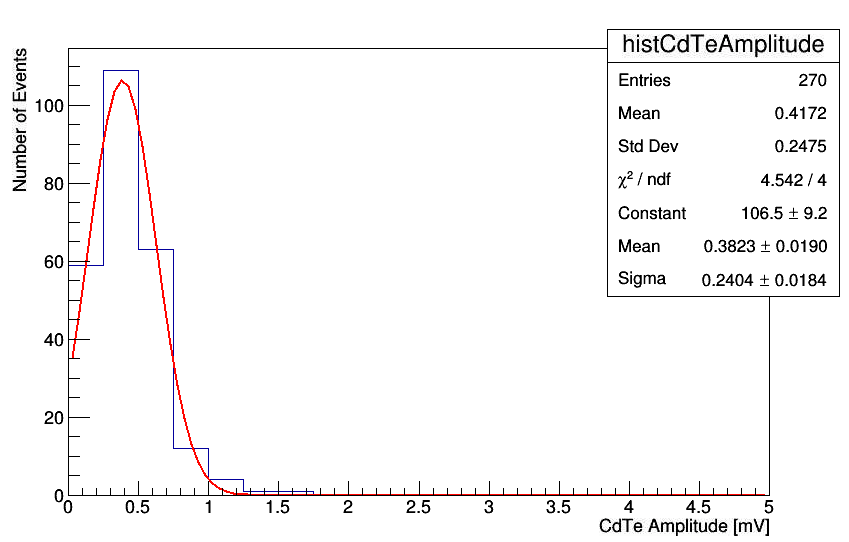 histCdTeAmplitude
Entries 270
Mean 0.4172
Std Dev 0.2475
χ² / ndf 4.542 / 4
Constant 106.5 ± 9.2
Mean 0.3823 ± 0.0190
Sigma 0.2404 ± 0.0184
Number of Events
100
80
60
40
20
0
0 0.5 1 1.5 2 2.5 3 3.5 4 4.5 5
CdTe Amplitude [mV]